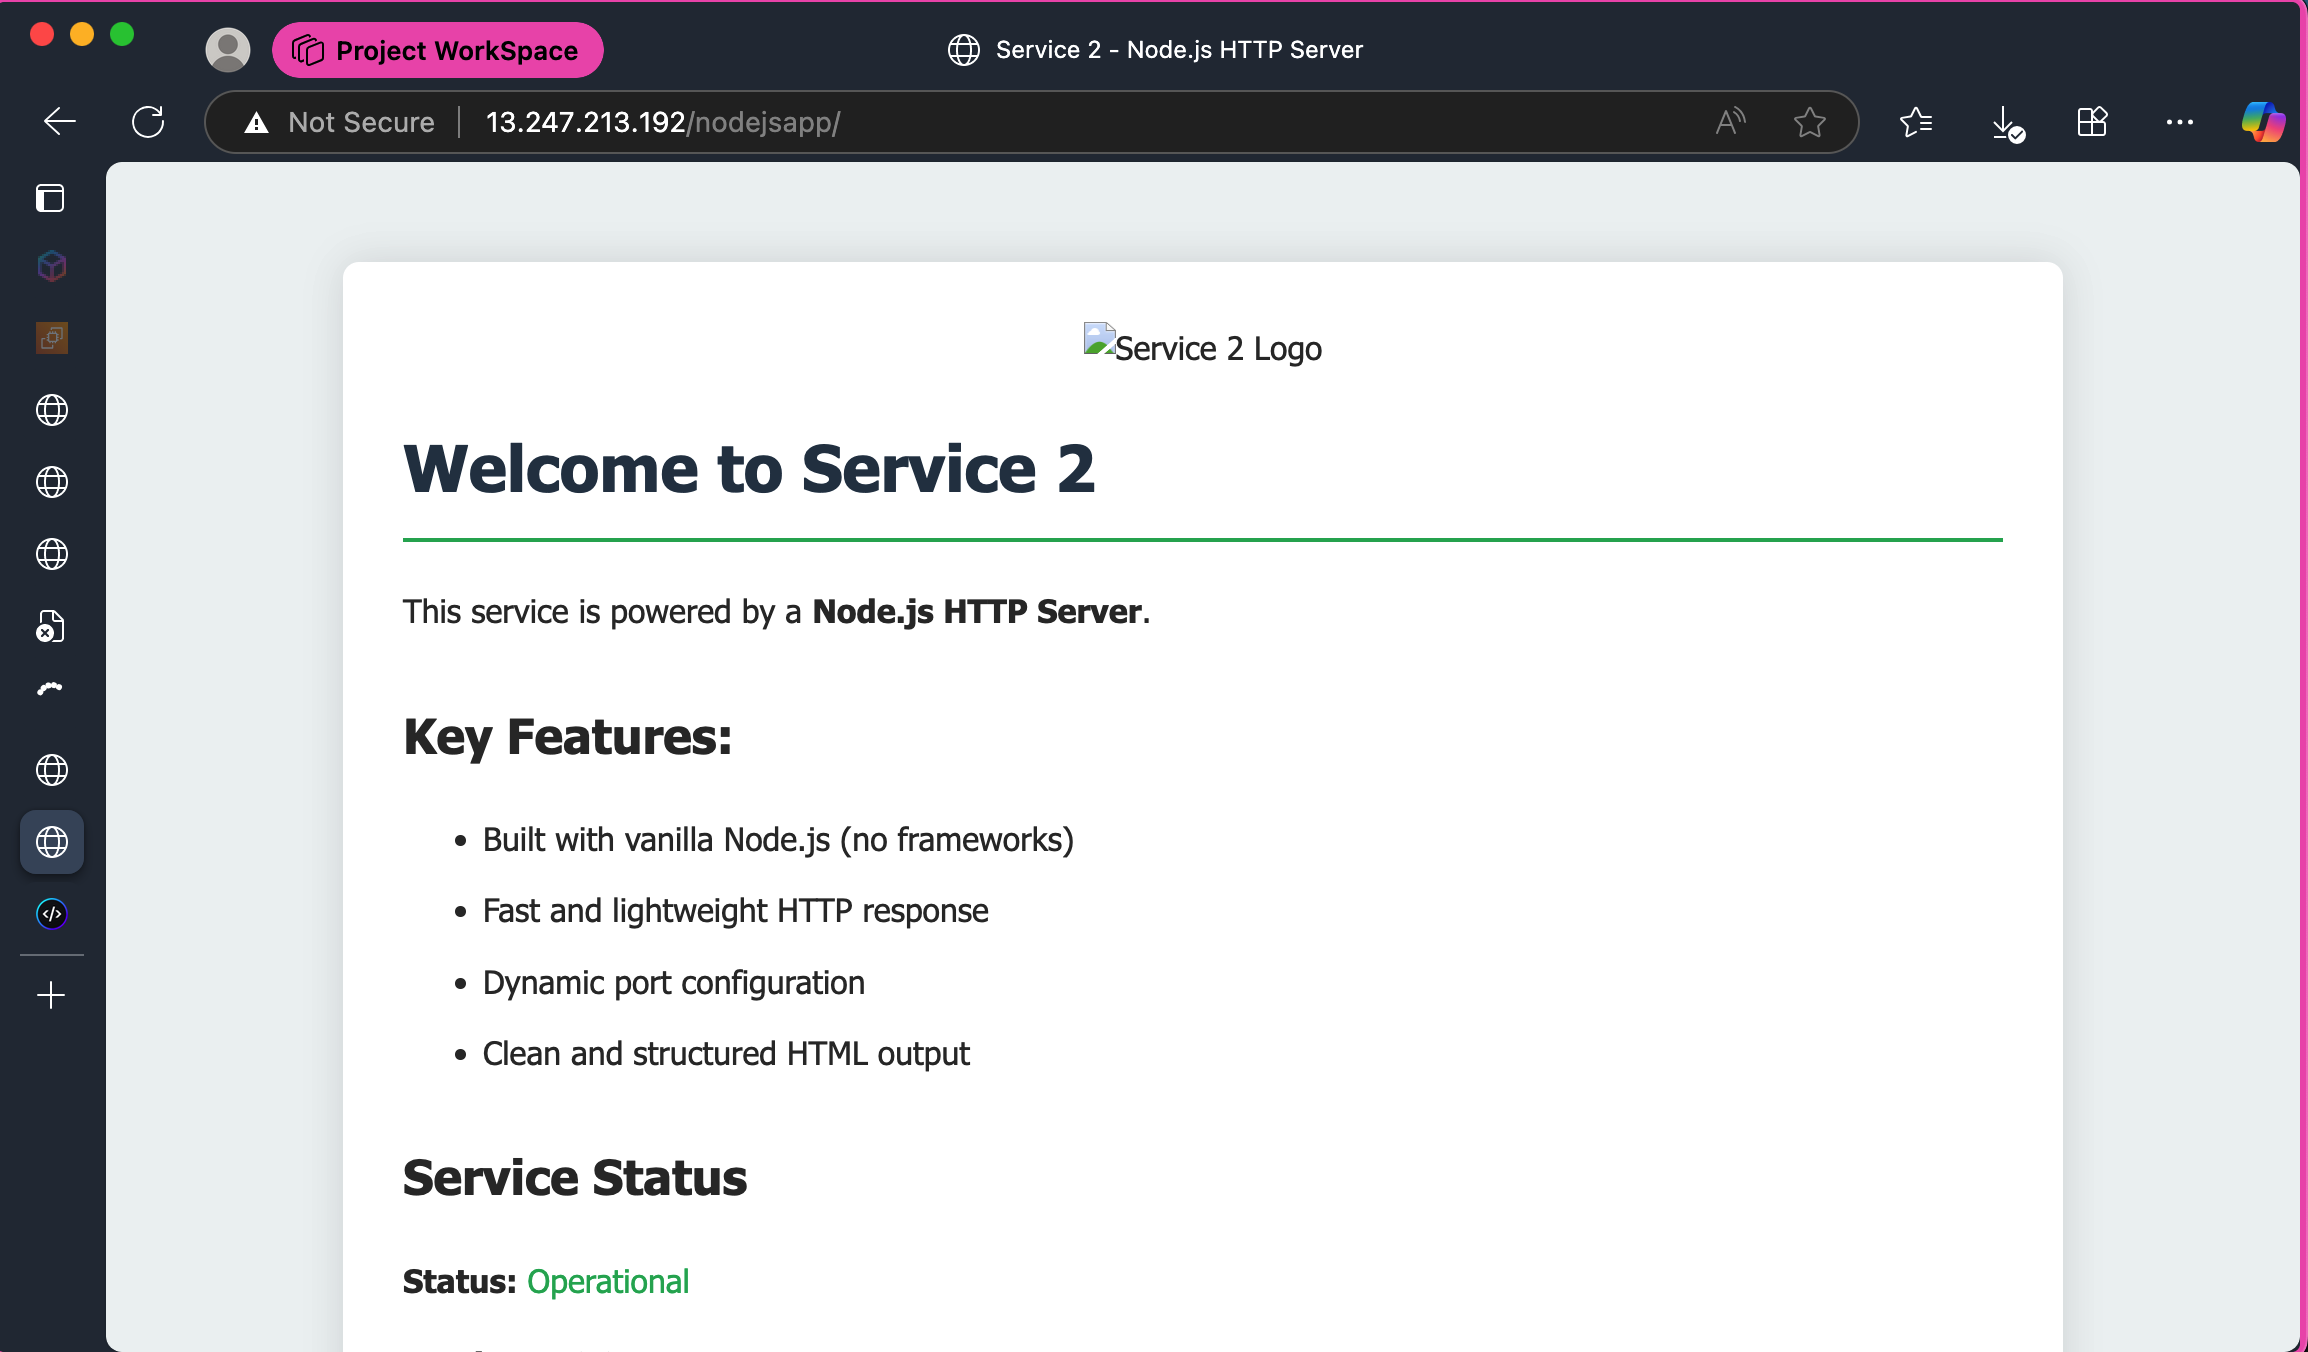 Project WorkSpace
Service 2 - Node.js HTTP Server
Not Secure
13.247.213.192/nodejsapp/
Service 2 Logo
Welcome to Service 2
This service is powered by a Node.js HTTP Server.
Key Features:
Built with vanilla Node.js (no frameworks)
Fast and lightweight HTTP response
Dynamic port configuration
Clean and structured HTML output
Service Status
Status: Operational